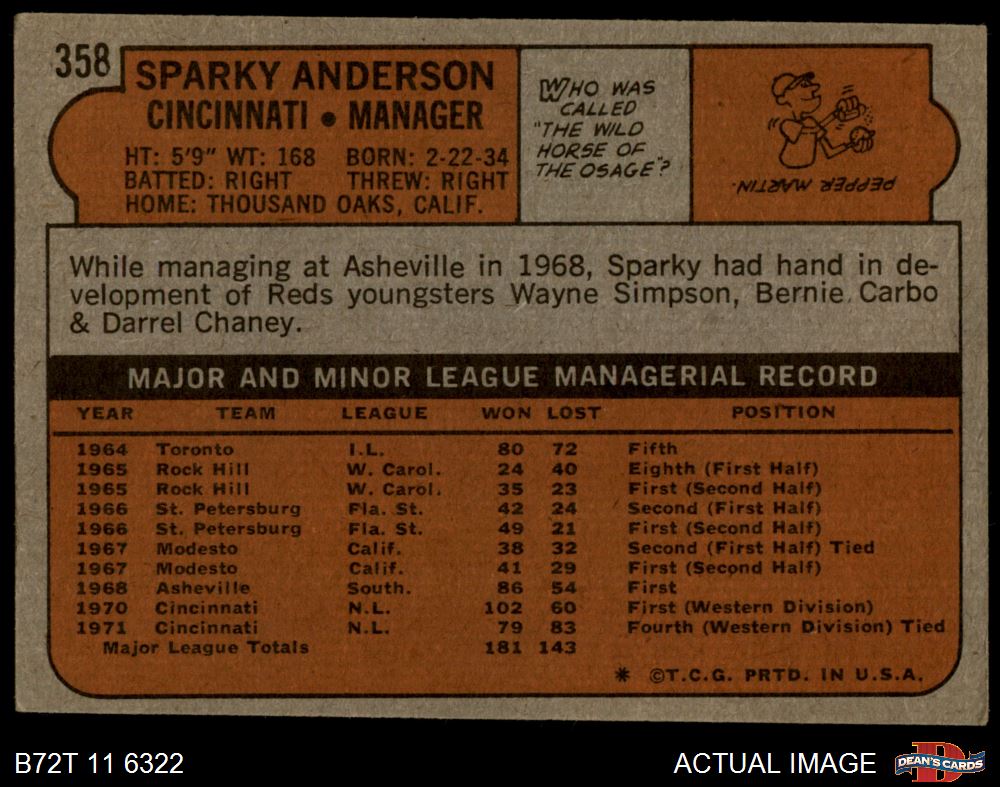 358
SPARKY ANDERSON
CINCINNATI • MANAGER
HT: 5'9" WT: 168 BORN: 2-22-34
BATTED: RIGHT THREW: RIGHT
HOME: THOUSAND OAKS, CALIF.
WHO WAS
CALLED
"THE WILD
HORSE OF
THE OSAGE"?
PEPPER MARTIN.
While managing at Asheville in 1968, Sparky had hand in de-
velopment of Reds youngsters Wayne Simpson, Bernie Carbo
& Darrel Chaney.
MAJOR AND MINOR LEAGUE MANAGERIAL RECORD
YEAR TEAM LEAGUE WON LOST POSITION
1964 Toronto I.L. 80 72 Fifth
1965 Rock Hill W. Carol. 24 40 Eighth (First Half)
1965 Rock Hill W. Carol. 35 23 First (Second Half)
1966 St. Petersburg Fla. St. 42 24 Second (First Half)
1966 St. Petersburg Fla. St. 49 21 First (Second Half)
1967 Modesto Calif. 38 32 Second (First Half) Tied
1967 Modesto Calif. 41 29 First (Second Half)
1968 Asheville South. 86 54 First
1970 Cincinnati N.L. 102 60 First (Western Division)
1971 Cincinnati N.L. 79 83 Fourth (Western Division) Tied
Major League Totals 181 143
* ©T.C.G. PRTD. IN U.S.A.
B72T 11 6322
ACTUAL IMAGE
DEAN'S CARDS